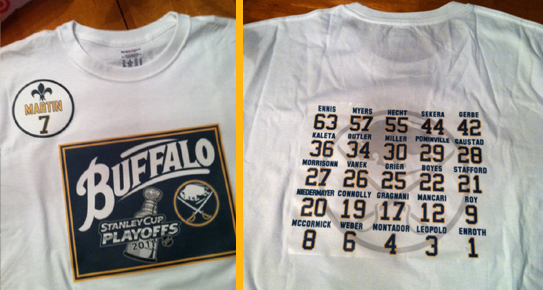 MARTIN
7
BUFFALO
STANLEY CUP
PLAYOFFS
2011
ENNIS MYERS HECHT SEKERA GERBE
63 57 55 44 42
KALETA BUTLER MILLER POMINVILLE GAUSTAD
36 34 30 29 28
MORRISONN VANEK GRIER BOYES STAFFORD
27 26 25 22 21
NIEDERMAYER CONNOLLY GRAGNANI MANCARI ROY
20 19 17 12 9
MCCORMICK WEBER MONTADOR LEOPOLD ENROTH
8 6 4 3 1